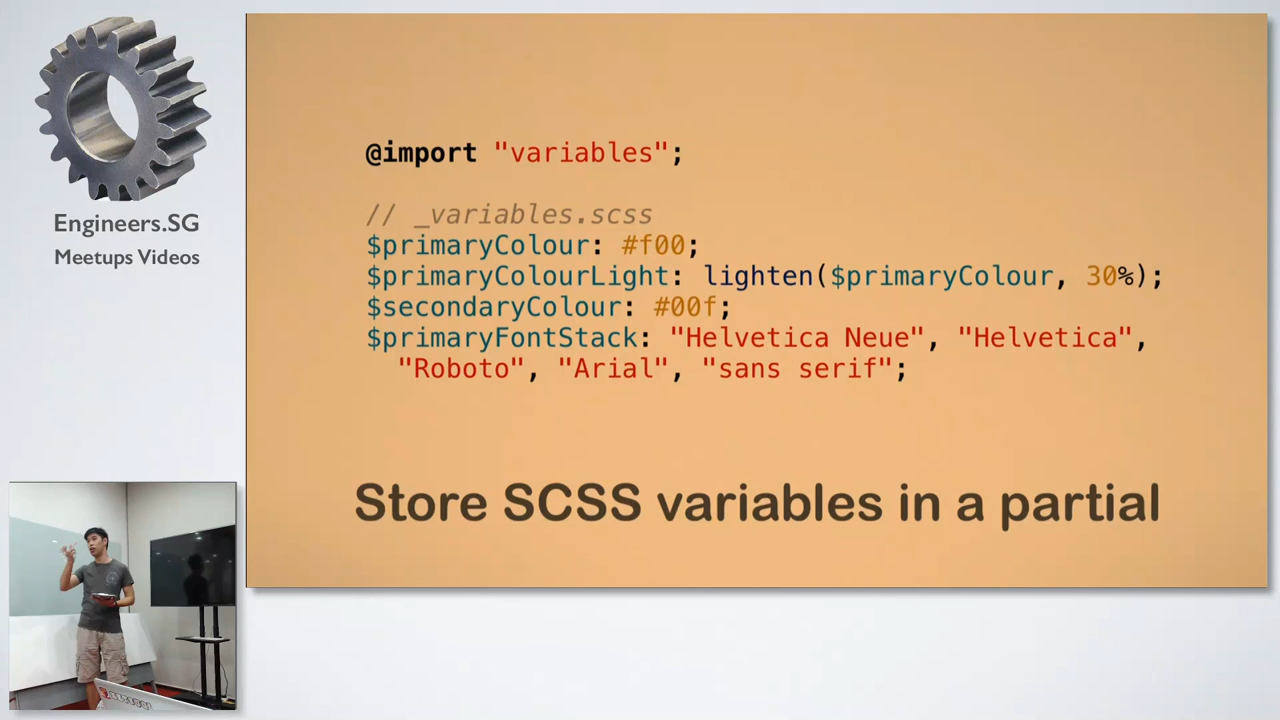 Engineers.SG
Meetups Videos
@import "variables";
// _variables.scss
$primaryColour: #f00;
$primaryColourLight: lighten($primaryColour, 30%);
$secondaryColour: #00f;
$primaryFontStack: "Helvetica Neue", "Helvetica",
"Roboto", "Arial", "sans serif";
Store SCSS variables in a partial